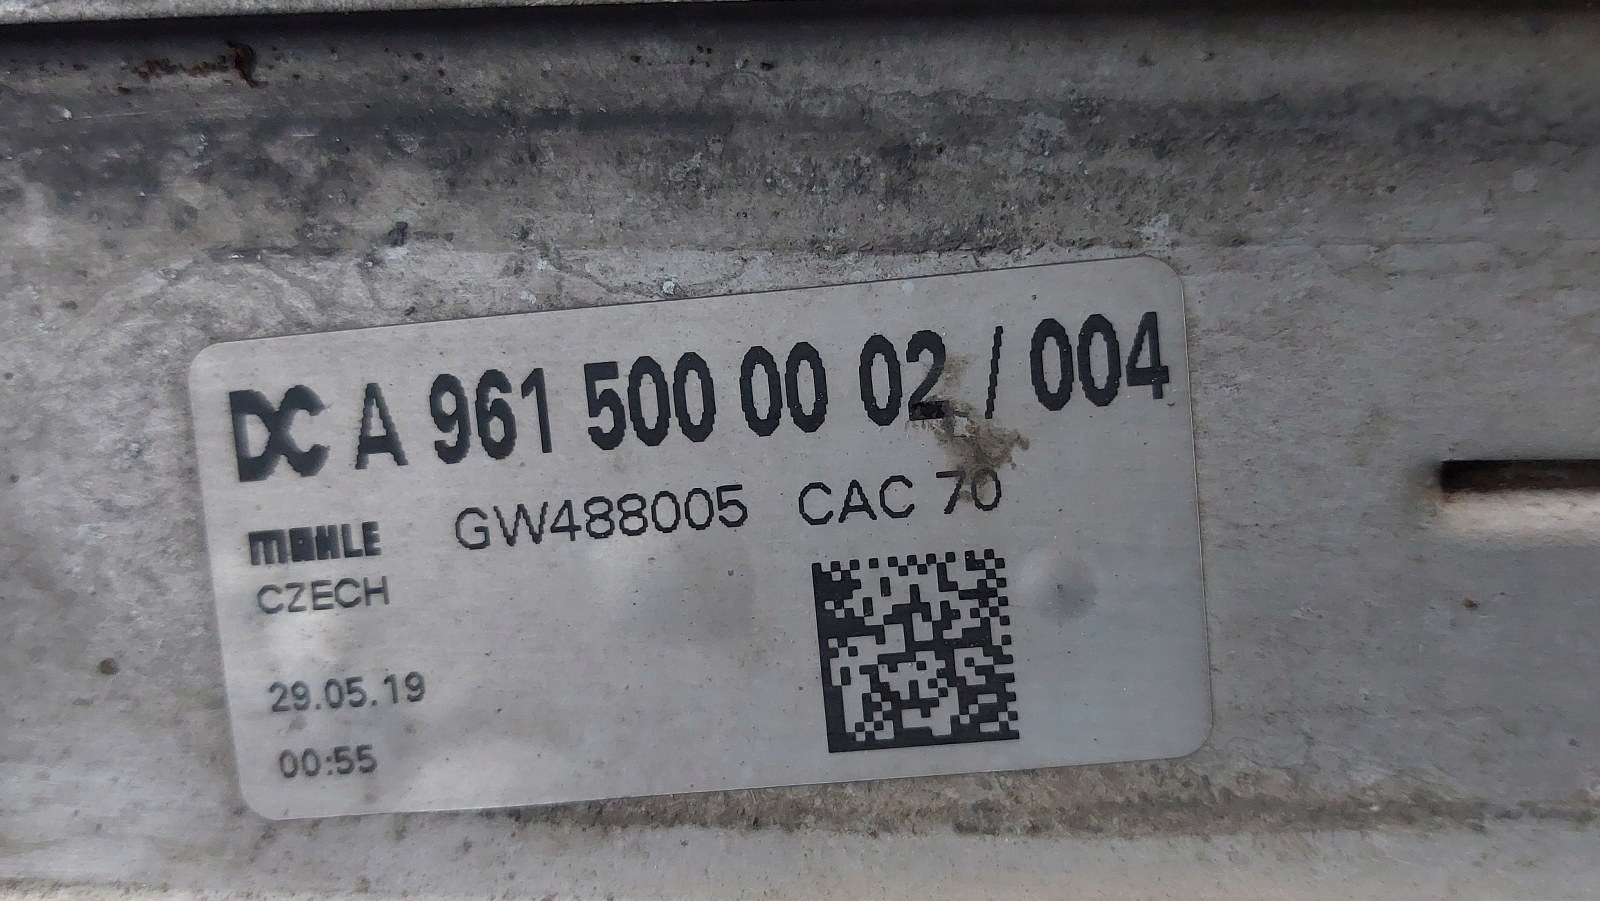 DC A 961 500 00 02 / 004
MAHLE GW488005 CAC 70
CZECH
29.05.19
00:55